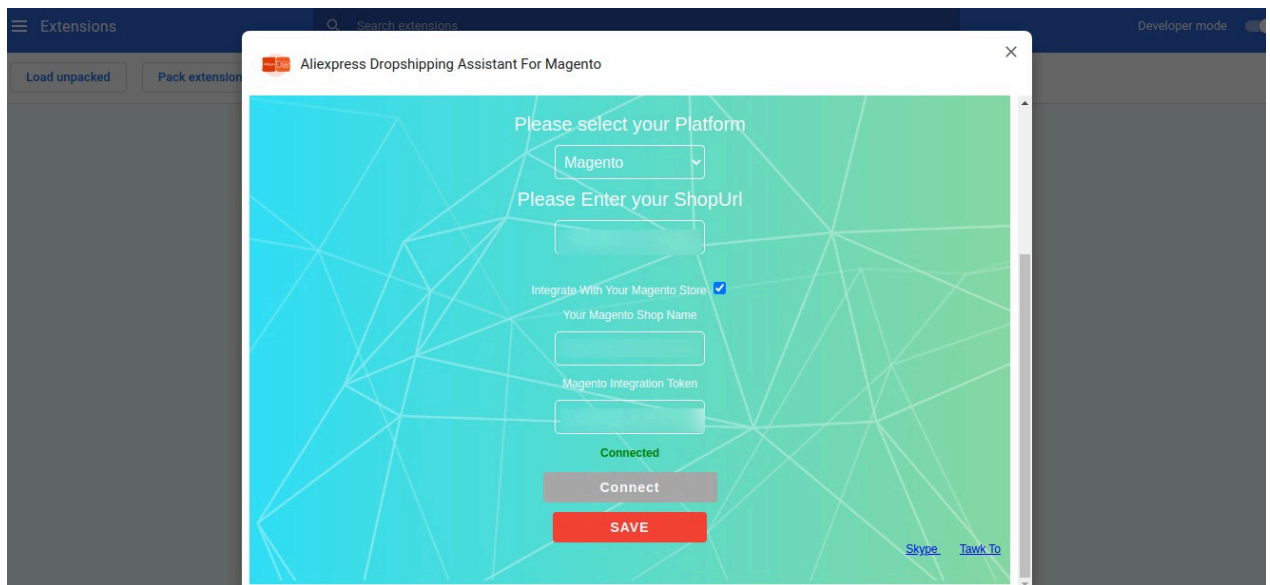 Extensions
Search extensions
Developer mode
Load unpacked
Pack extension
Aliexpress Dropshipping Assistant For Magento
Please select your Platform
Magento
Please Enter your ShopUrl
Integrate With Your Magento Store
Your Magento Shop Name
Magento Integration Token
Connected
Connect
SAVE
Skype Tawk To